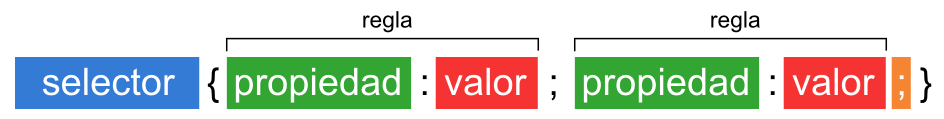 regla regla
selector { propiedad : valor ; propiedad : valor ; }